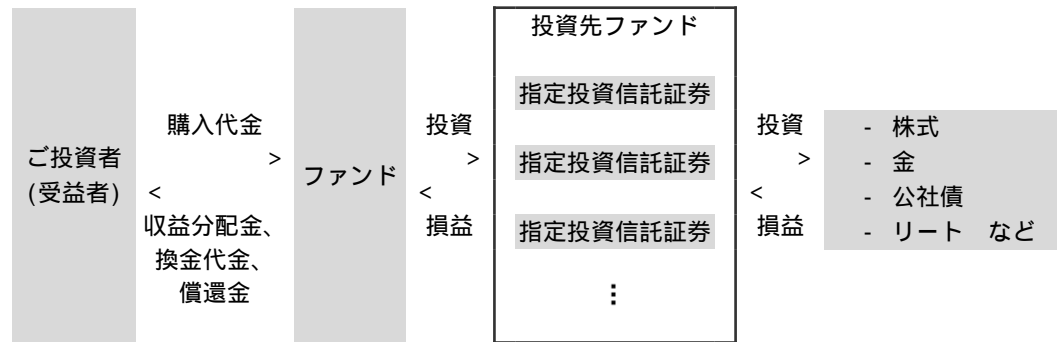 ご投資者
(受益者)
購入代金
>
<
収益分配金、
換金代金、
償還金
ファンド
投資
>
<
損益
投資先ファンド
指定投資信託証券
指定投資信託証券
指定投資信託証券
⋮
投資
>
<
損益
- 株式
- 金
- 公社債
- リート　など